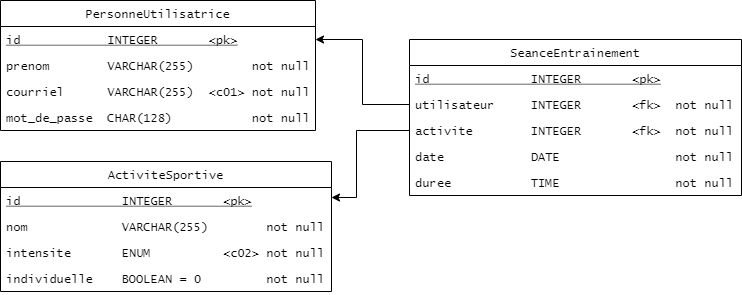 PersonneUtilisatrice
id INTEGER <pk>
prenom VARCHAR(255) not null
courriel VARCHAR(255) <c01> not null
mot_de_passe CHAR(128) not null
SeanceEntrainement
id INTEGER <pk>
utilisateur INTEGER <fk> not null
activite INTEGER <fk> not null
date DATE not null
duree TIME not null
ActiviteSportive
id INTEGER <pk>
nom VARCHAR(255) not null
intensite ENUM <c02> not null
individuelle BOOLEAN = 0 not null